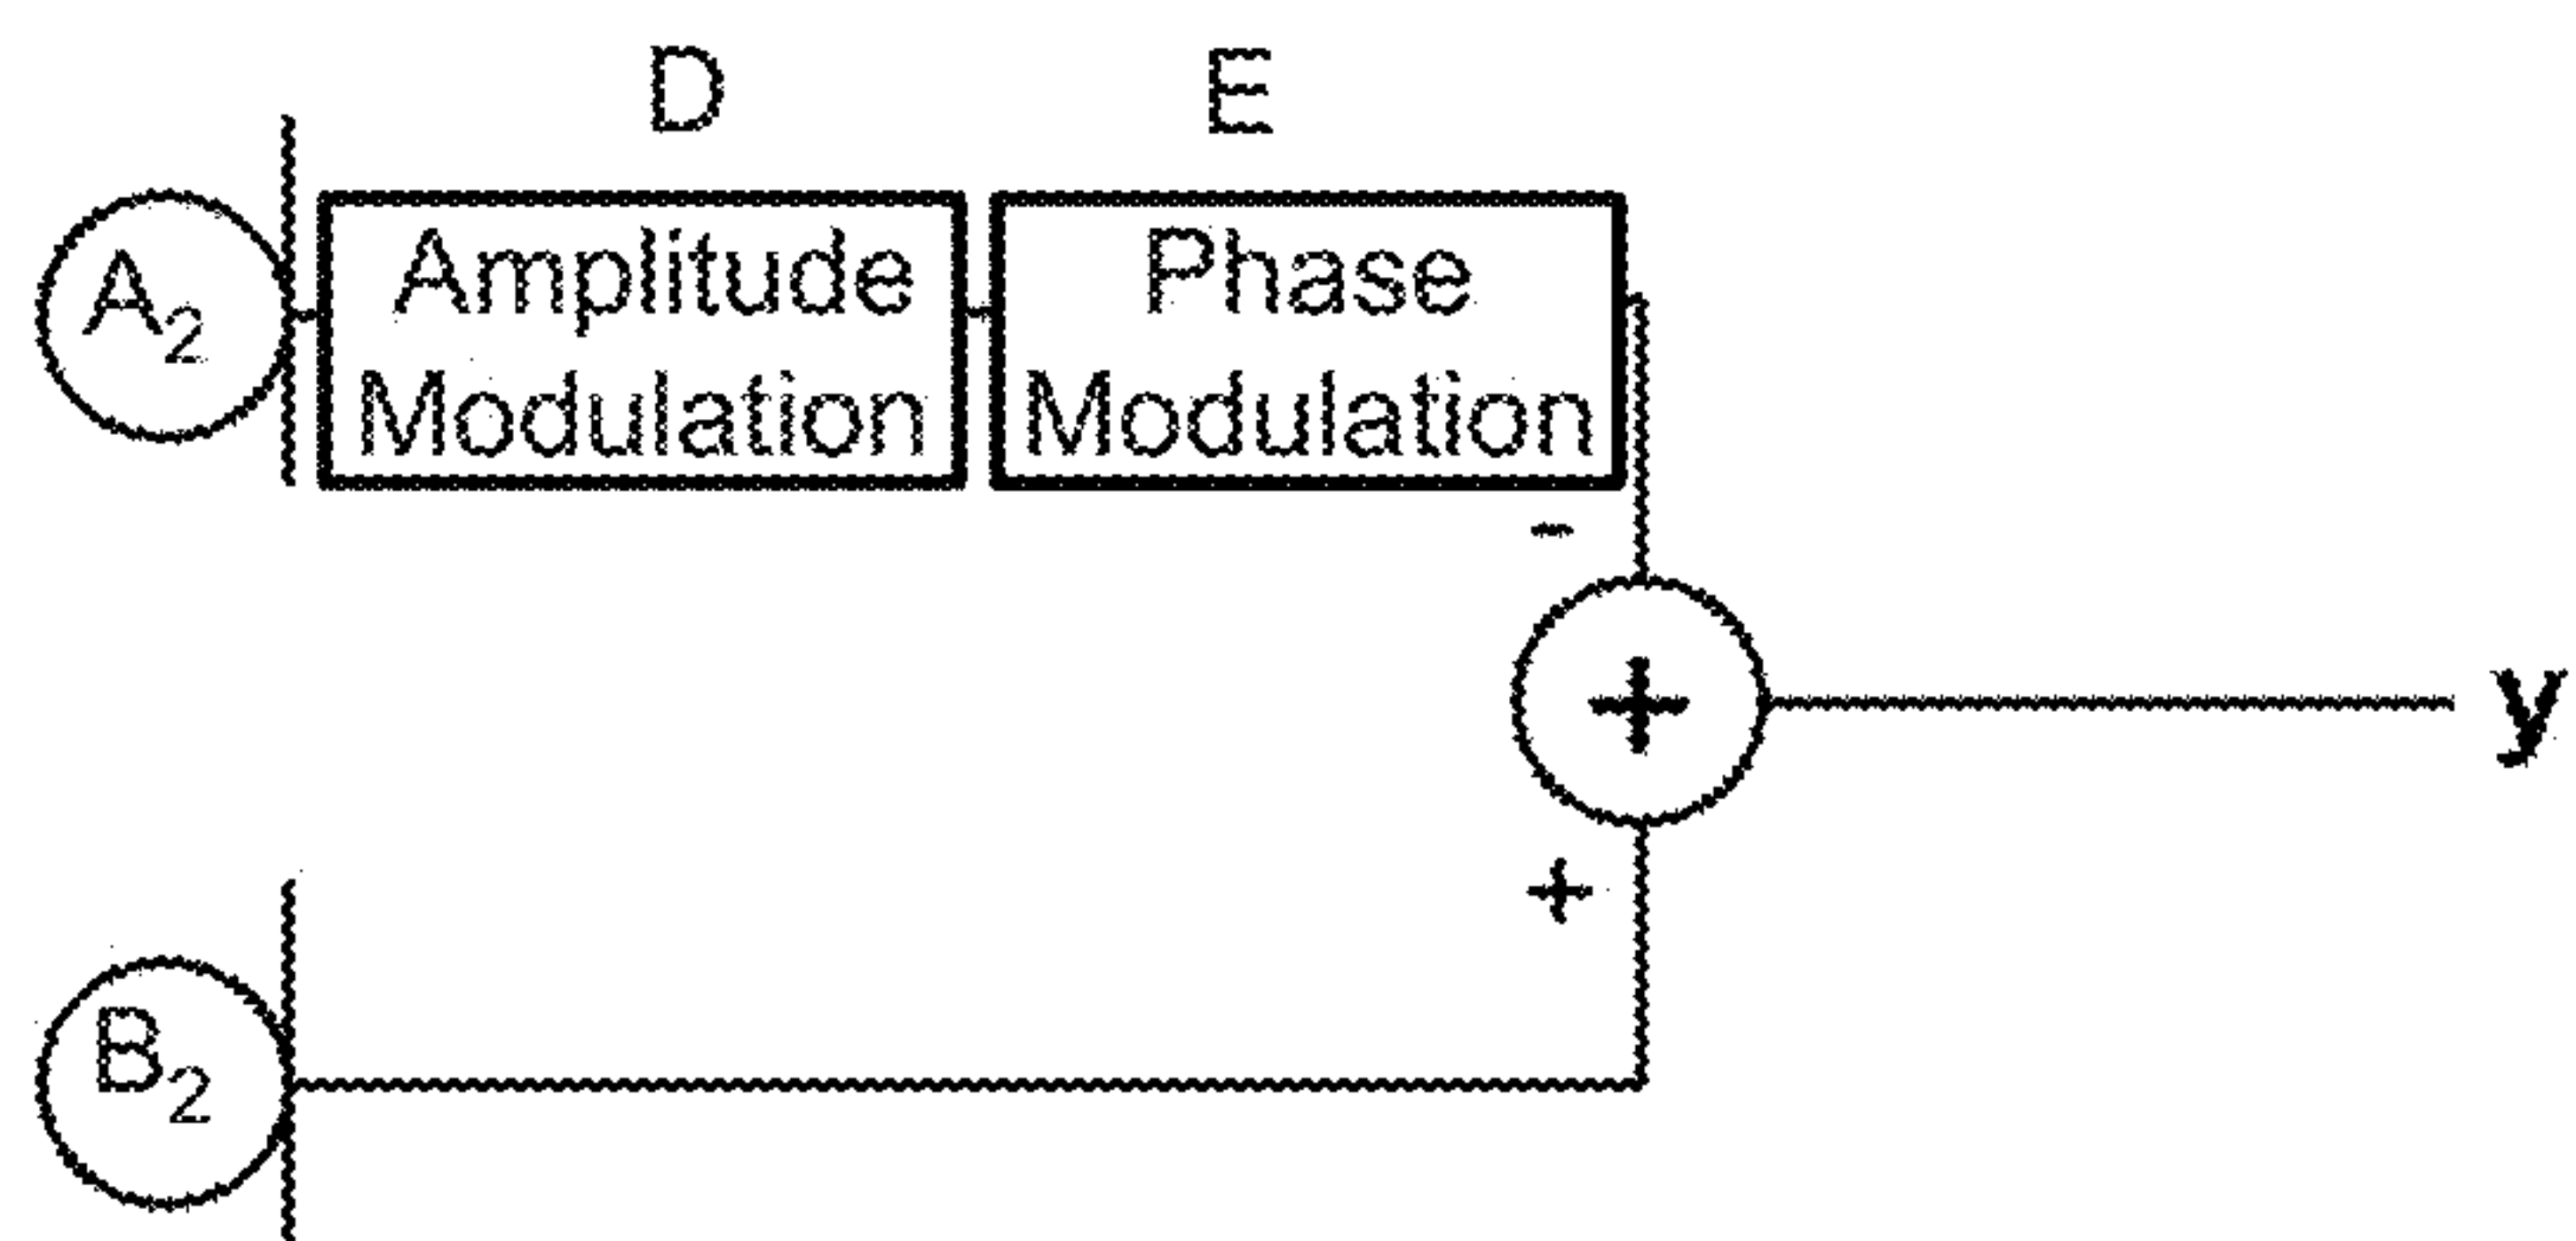 D E
A2 Amplitude Modulation Phase Modulation
-
+ y
+
B2